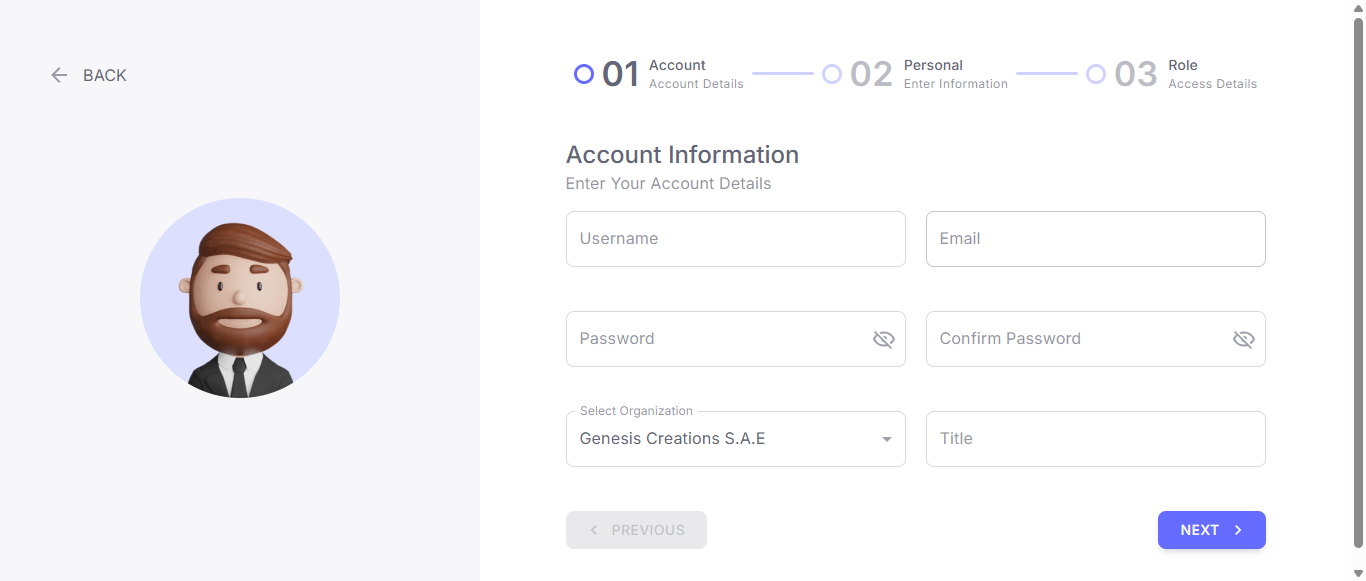 BACK
01 Account
Account Details
02 Personal
Enter Information
03 Role
Access Details
Account Information
Enter Your Account Details
Username
Email
Password
Confirm Password
Select Organization
Genesis Creations S.A.E
Title
PREVIOUS
NEXT